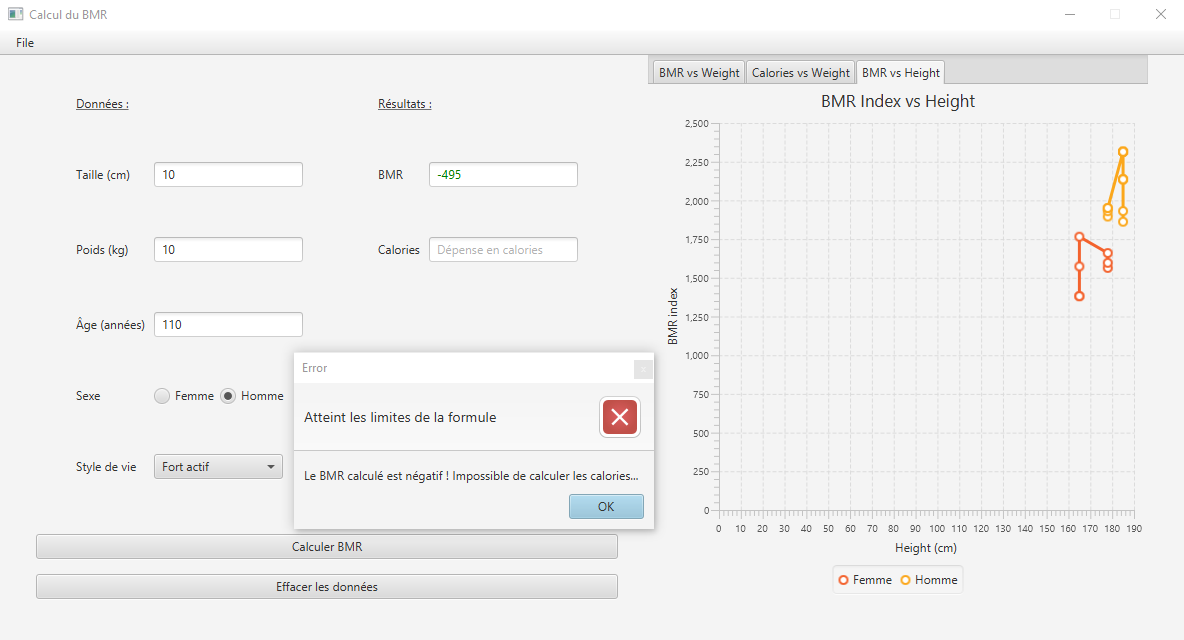 Calcul du BMR
File
Données :
Résultats :
Taille (cm) 10
BMR -495
Poids (kg) 10
Calories Dépense en calories
Âge (années) 110
Sexe Femme Homme
Style de vie Fort actif
Error
Atteint les limites de la formule
Le BMR calculé est négatif ! Impossible de calculer les calories...
OK
Calculer BMR
Effacer les données
BMR vs Weight Calories vs Weight BMR vs Height
BMR Index vs Height
BMR index
2,500
2,250
2,000
1,750
1,500
1,250
1,000
750
500
250
0
0 10 20 30 40 50 60 70 80 90 100 110 120 130 140 150 160 170 180 190
Height (cm)
Femme Homme